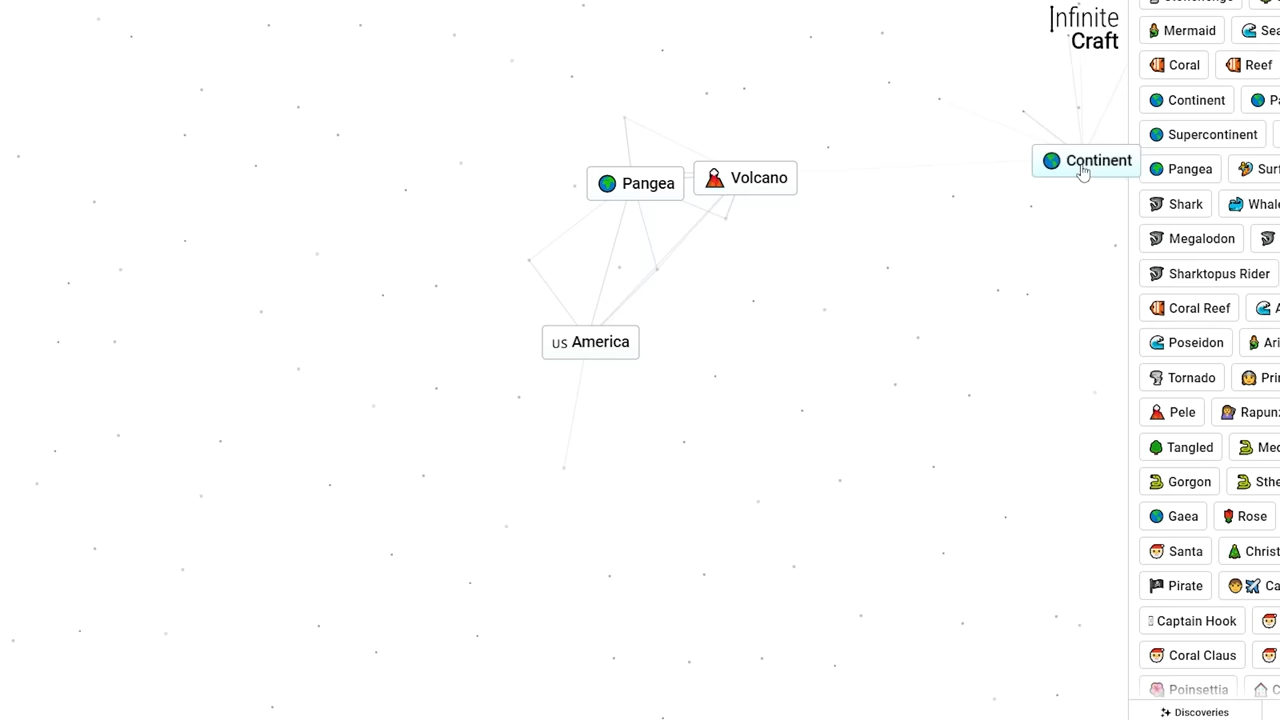 Infinite
Craft
Pangea
Volcano
Continent
US America
Mermaid
Coral Reef
Continent
Supercontinent
Pangea
Shark
Megalodon
Sharktopus Rider
Coral Reef
Poseidon
Tornado
Pele
Tangled
Gorgon
Gaea Rose
Santa
Pirate
Captain Hook
Coral Claus
Poinsettia
Discoveries